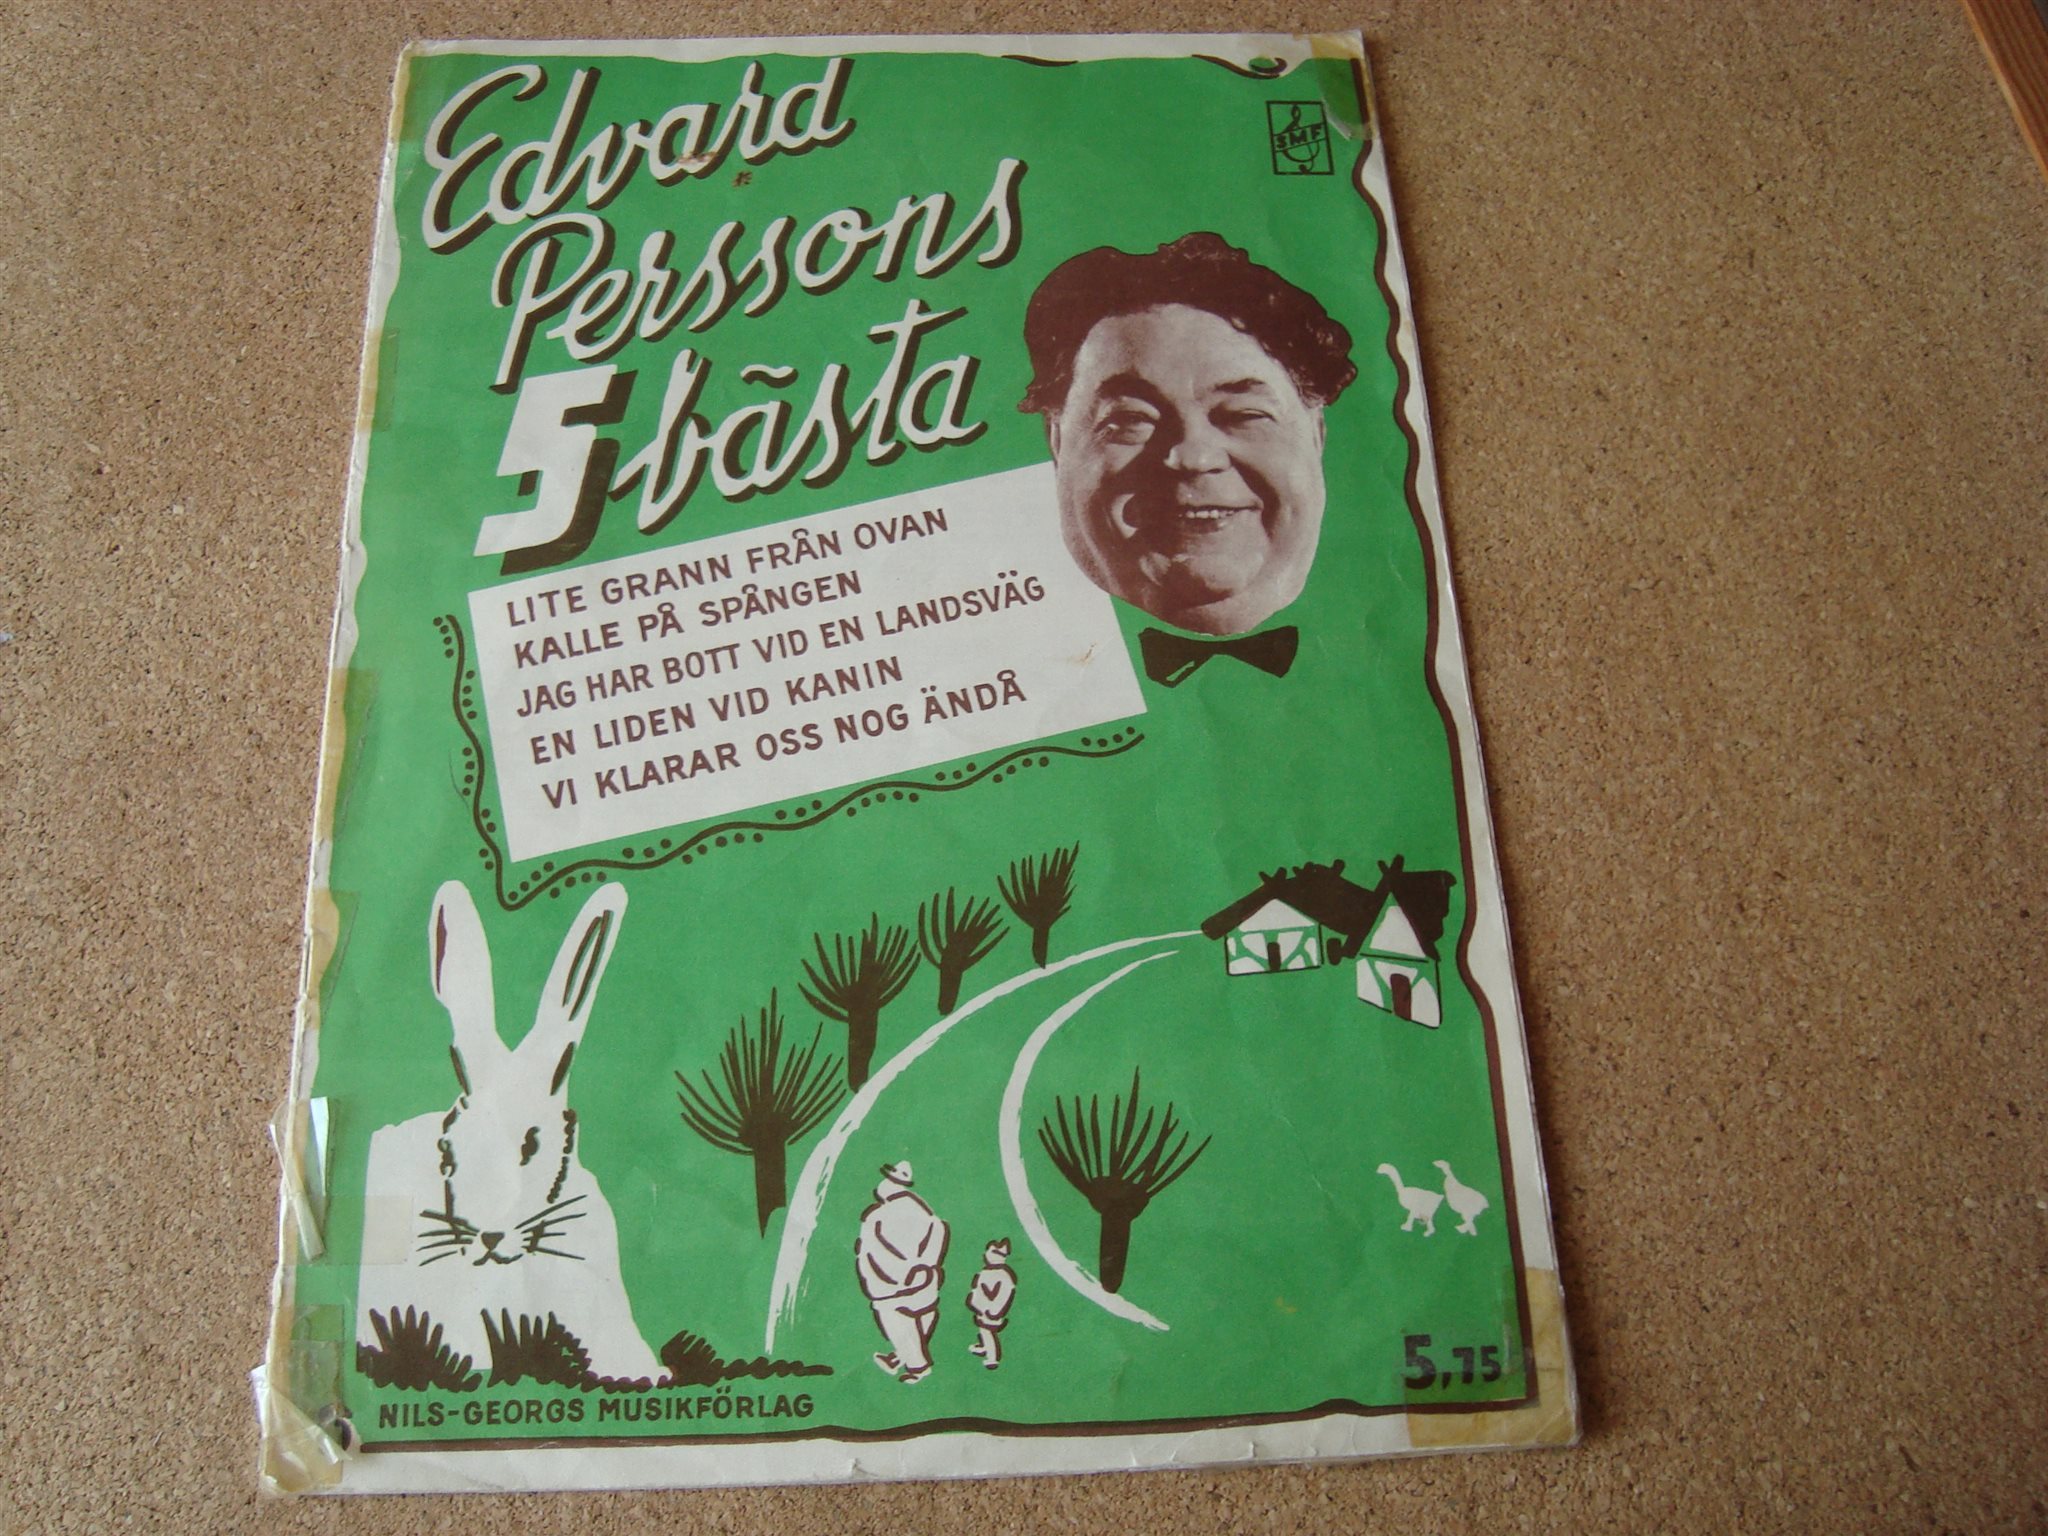 Edvard
Perssons
5 bästa
SMF
LITE GRANN FRÅN OVAN
KALLE PÅ SPÅNGEN
JAG HAR BOTT VID EN LANDSVÄG
EN LIDEN VID KANIN
VI KLARAR OSS NOG ÄNDÅ
5,75
NILS-GEORGS MUSIKFÖRLAG